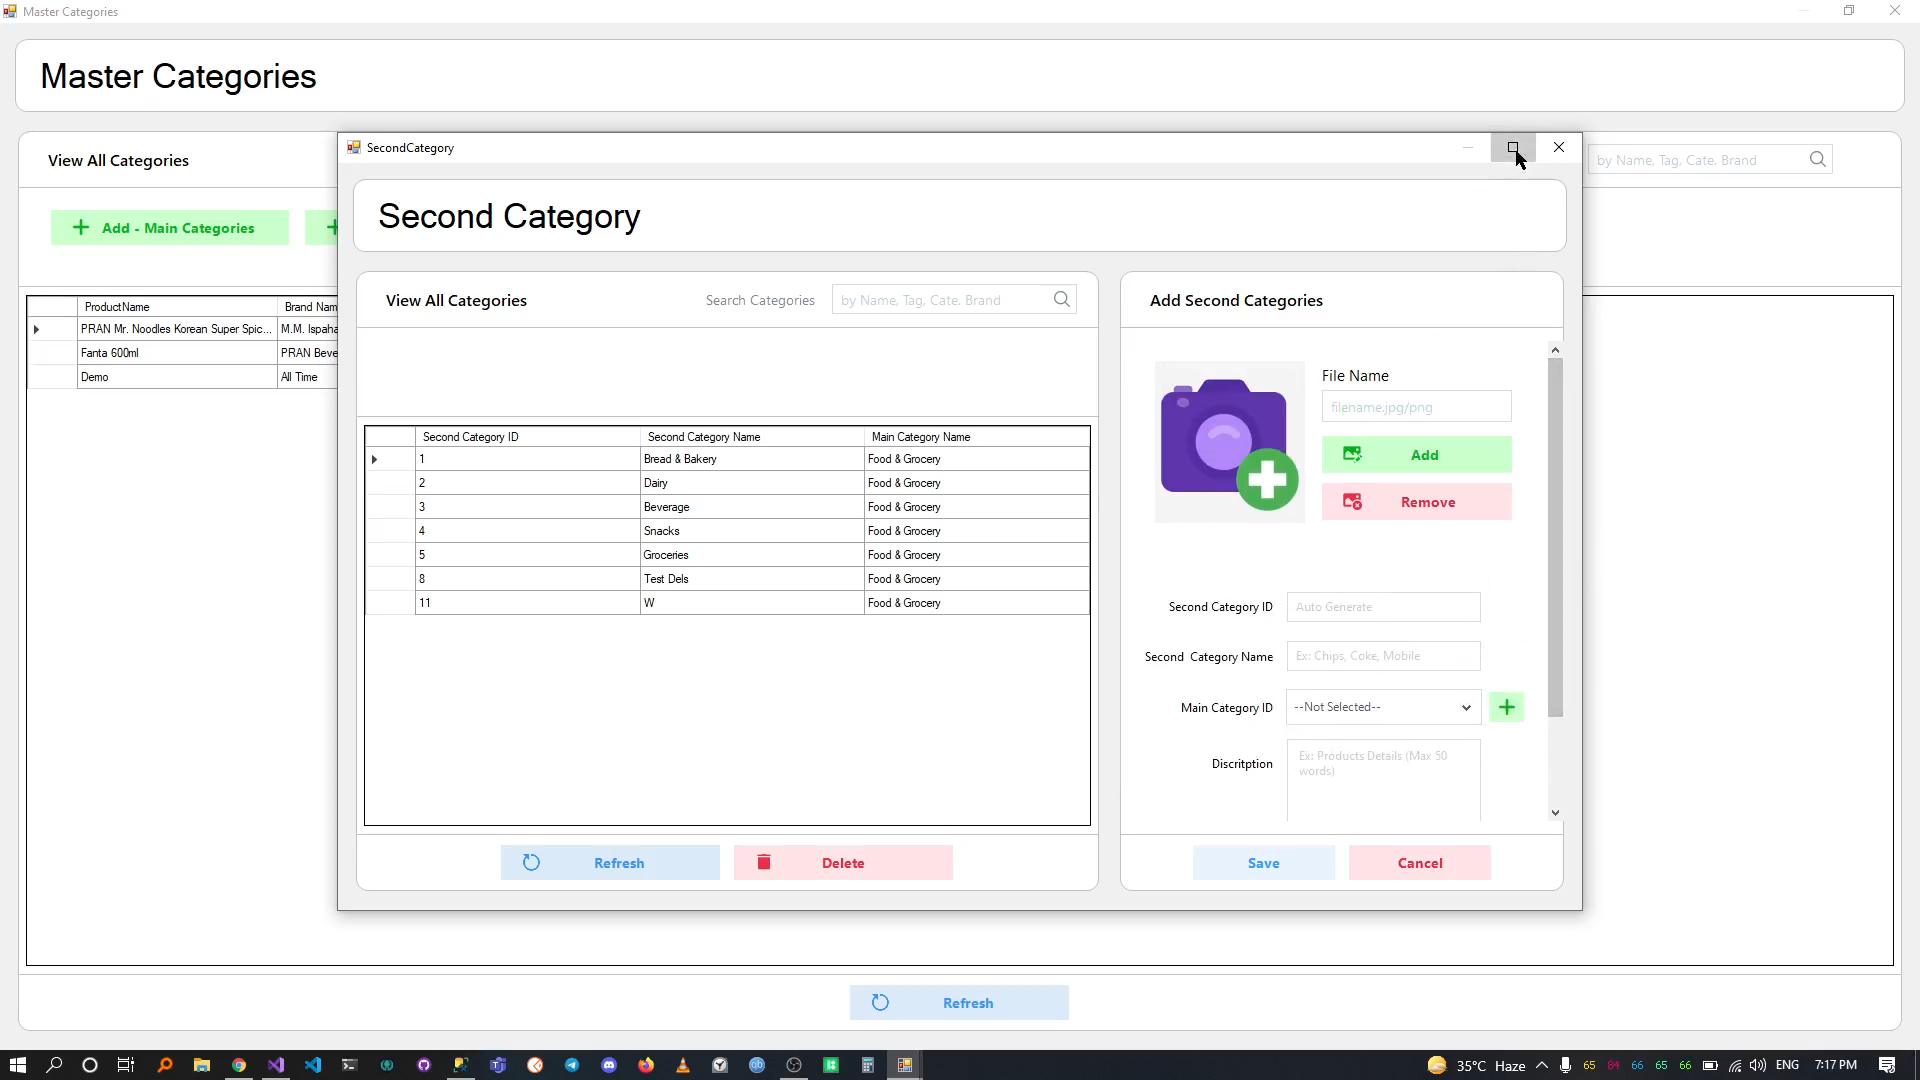 Master Categories
Master Categories
View All Categories
by Name, Tag, Cate. Brand
Add - Main Categories
ProductName Brand Nam
PRAN Mr. Noodles Korean Super Spic... M.M. Ispaha
Fanta 600ml PRAN Beve
Demo All Time
SecondCategory
Second Category
View All Categories
Search Categories
by Name, Tag, Cate. Brand
Second Category ID Second Category Name Main Category Name
1 Bread & Bakery Food & Grocery
2 Dairy Food & Grocery
3 Beverage Food & Grocery
4 Snacks Food & Grocery
5 Groceries Food & Grocery
8 Test Dels Food & Grocery
11 W Food & Grocery
Refresh
Delete
Add Second Categories
File Name
filename.jpg/png
Add
Remove
Second Category ID Auto Generate
Second Category Name Ex: Chips, Coke, Mobile
Main Category ID --Not Selected--
Discritption Ex: Products Details (Max 50
words)
Save
Cancel
Refresh
35°C Haze 65 84 66 65 66 ENG 7:17 PM